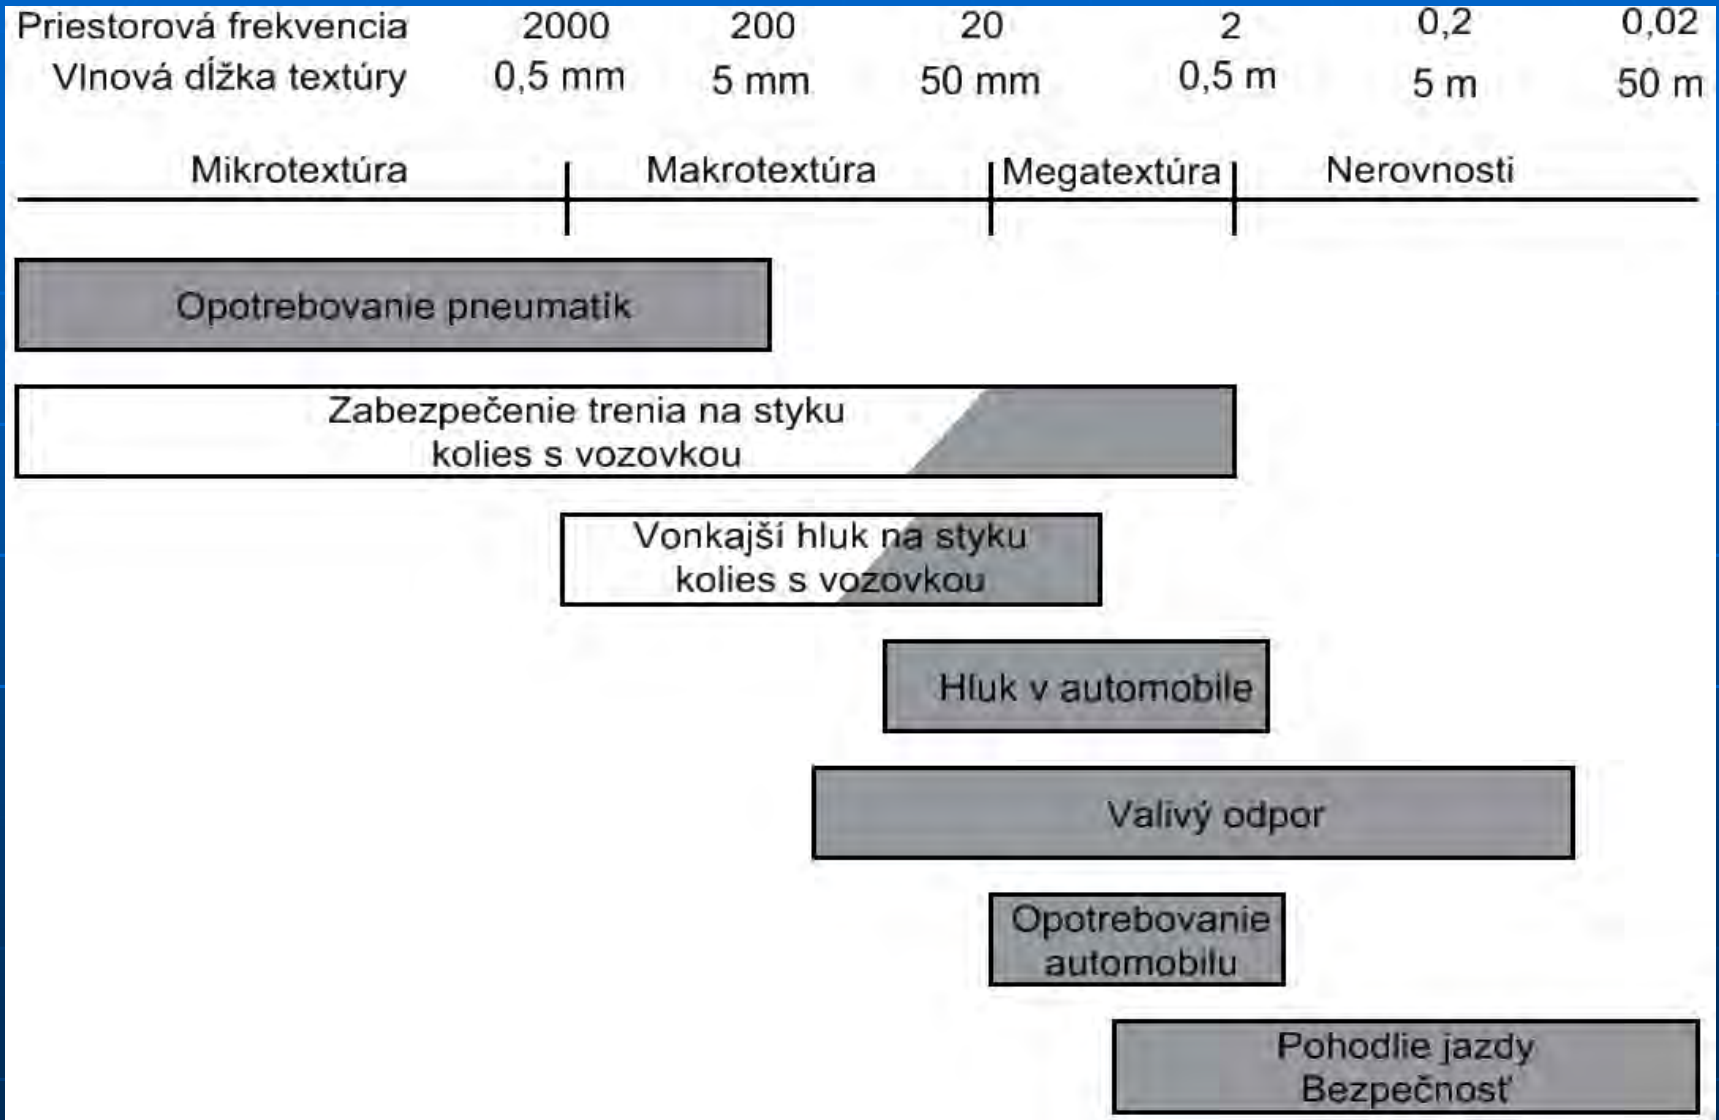 Priestorová frekvencia 2000 200 20 2 0,2 0,02
Vlnová dĺžka textúry 0,5 mm 5 mm 50 mm 0,5 m 5 m 50 m
Mikrotextúra Makrotextúra Megatextúra Nerovnosti
Opotrebovanie pneumatík
Zabezpečenie trenia na styku
kolies s vozovkou
Vonkajší hluk na styku
kolies s vozovkou
Hluk v automobile
Valivý odpor
Opotrebovanie
automobilu
Pohodlie jazdy
Bezpečnosť